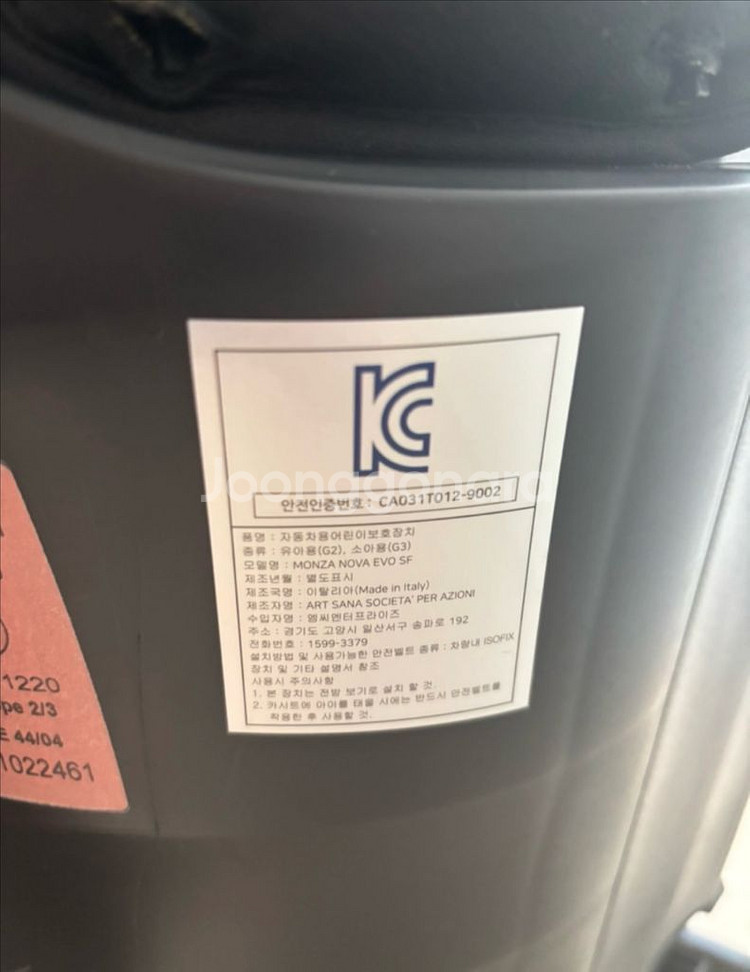 KC
Joonggonara
안전인증번호 : CA031T012-9002
품명 : 자동차용어린이보호장치
종류 : 유아용(G2), 소아용(G3)
모델명 : MONZA NOVA EVO SF
제조년월 : 별도표시
제조국명 : 이탈리아(Made in Italy)
제조자명 : ART SANA SOCIETA' PER AZIONI
수입자명 : 엠씨엔터프라이즈
주소 : 경기도 고양시 일산서구 송파로 192
전화번호 : 1599-3379
설치방법 및 사용가능한 안전벨트 종류 : 차량내 ISOFIX
장치 및 기타 설명서 참조
사용시 주의사항
1. 본 장치는 전방 보기로 설치 할 것.
2. 카시트에 아이를 태울 시에는 반드시 안전벨트를
착용한 후 사용할 것.
1220
pe 2/3
E 44/04
1022461